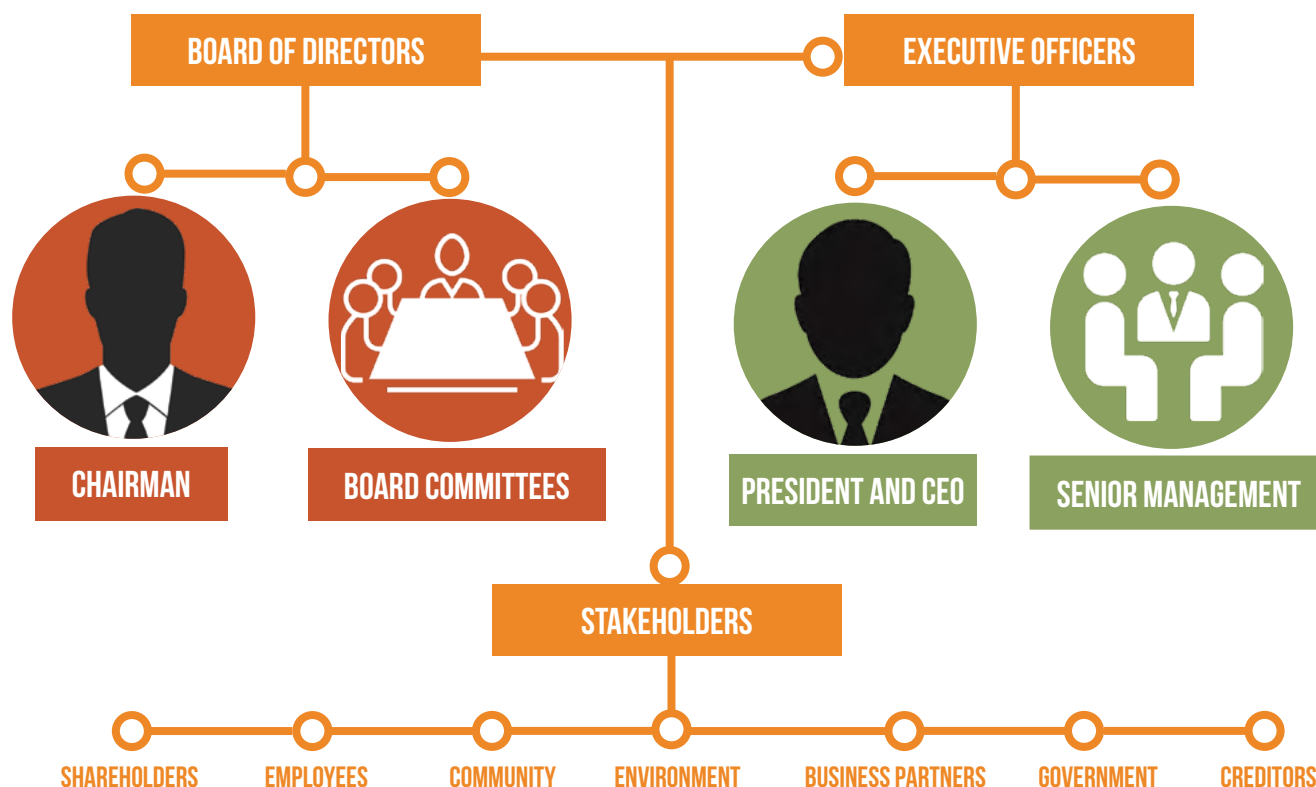 BOARD OF DIRECTORS
EXECUTIVE OFFICERS
CHAIRMAN
BOARD COMMITTEES
PRESIDENT AND CEO
SENIOR MANAGEMENT
STAKEHOLDERS
SHAREHOLDERS
EMPLOYEES
COMMUNITY
ENVIRONMENT
BUSINESS PARTNERS
GOVERNMENT
CREDITORS